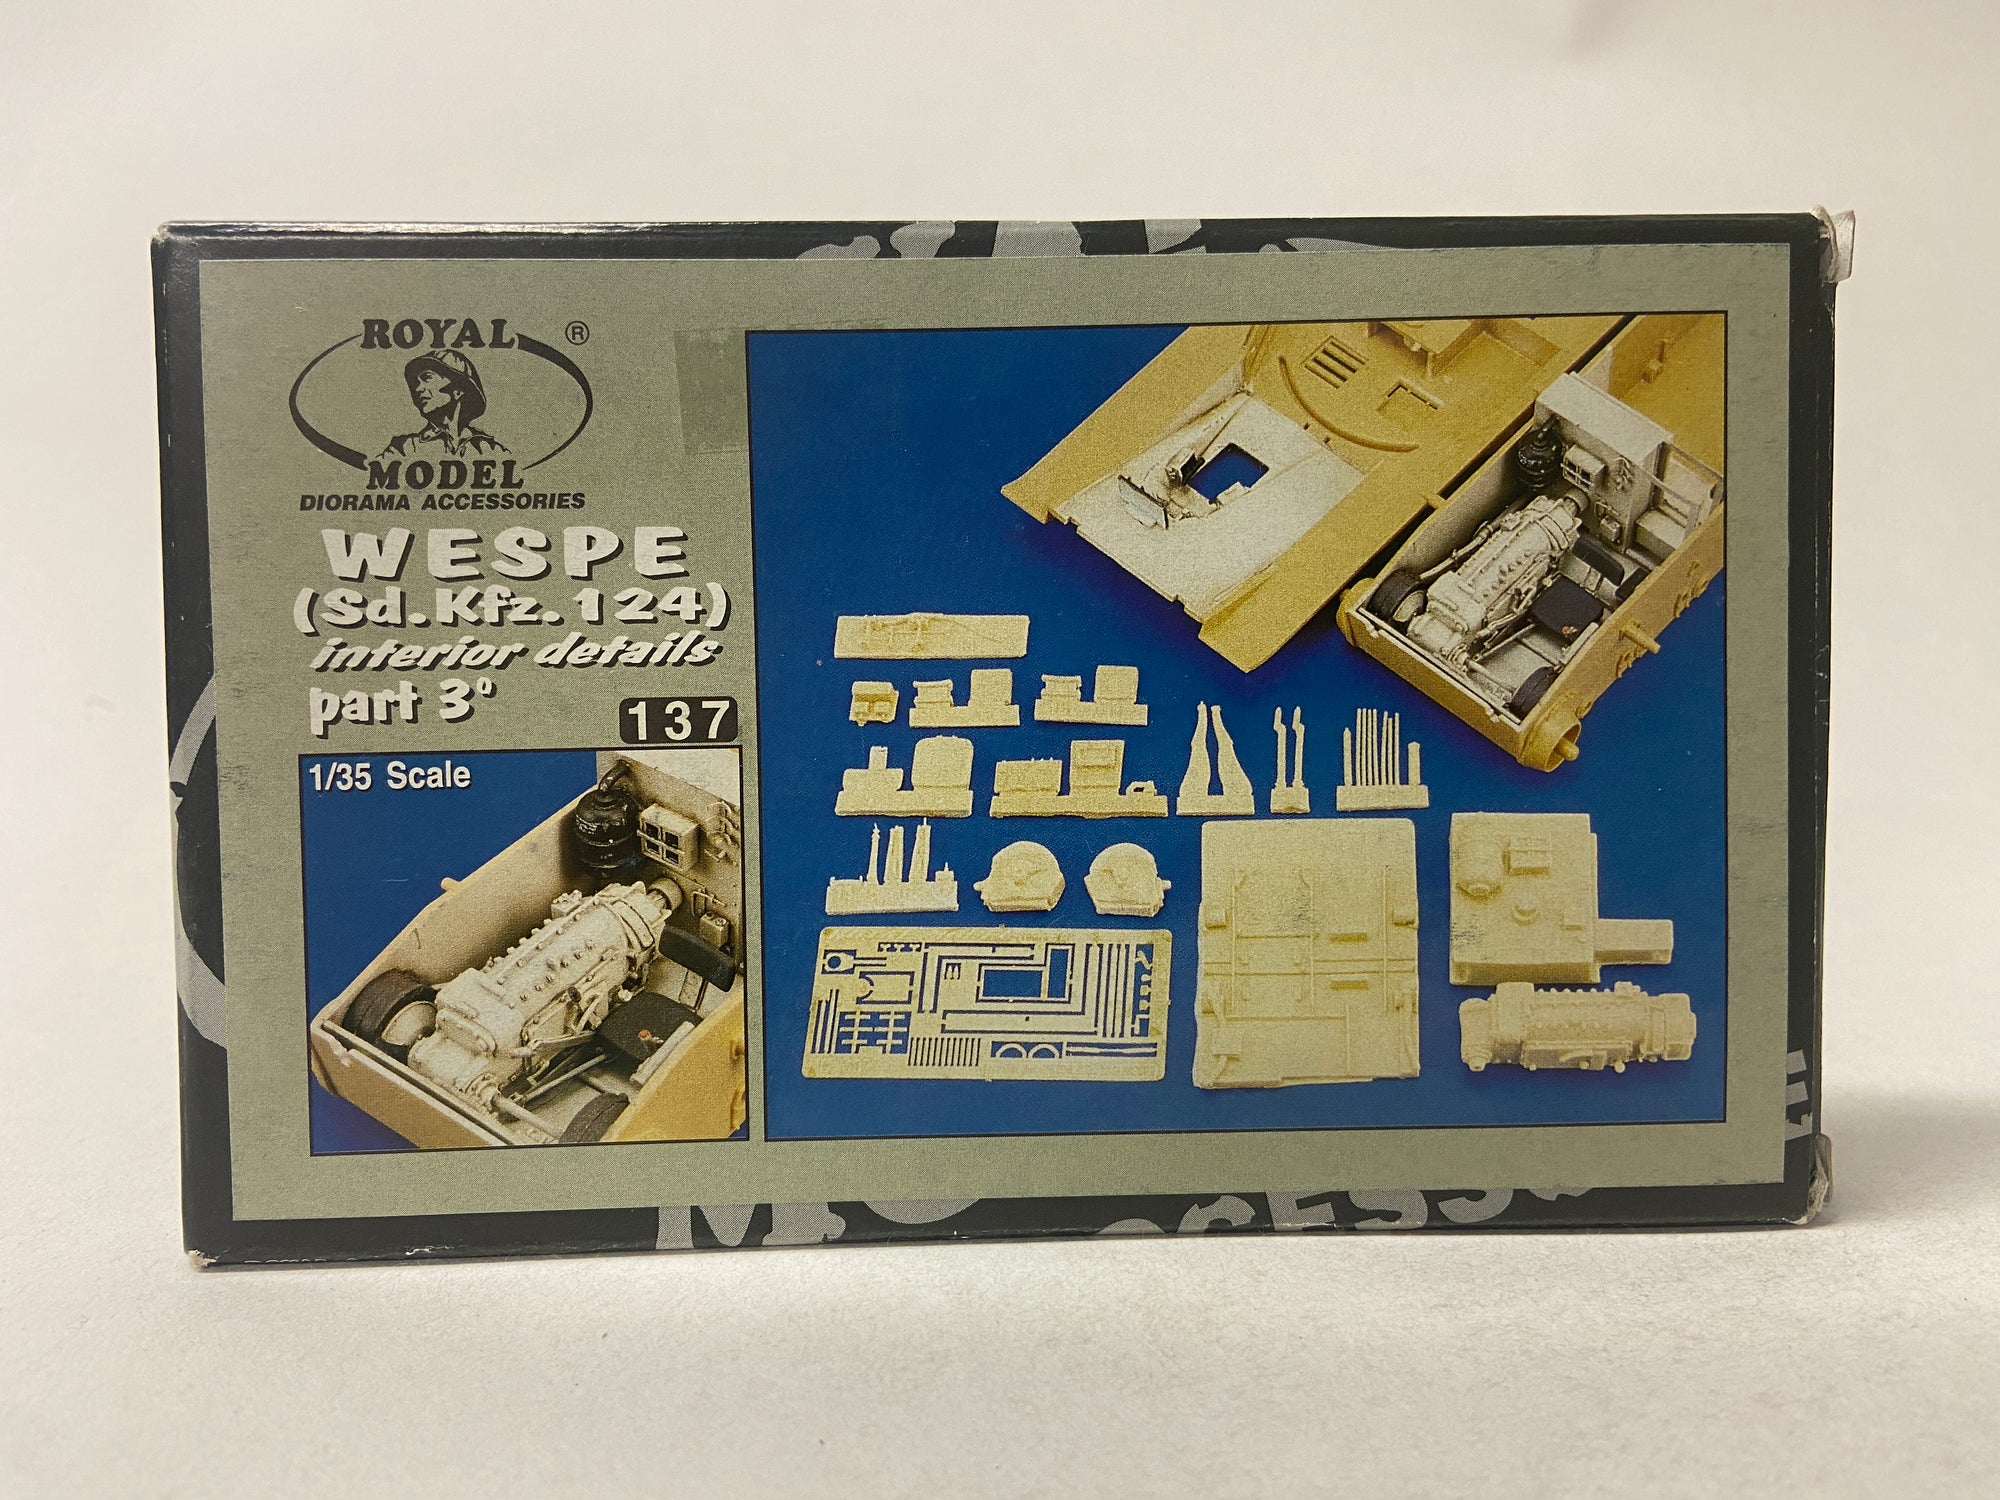 ROYAL ®
MODEL
DIORAMA ACCESSORIES
WESPE
(Sd.Kfz.124)
interior details
part 3°
137
1/35 Scale